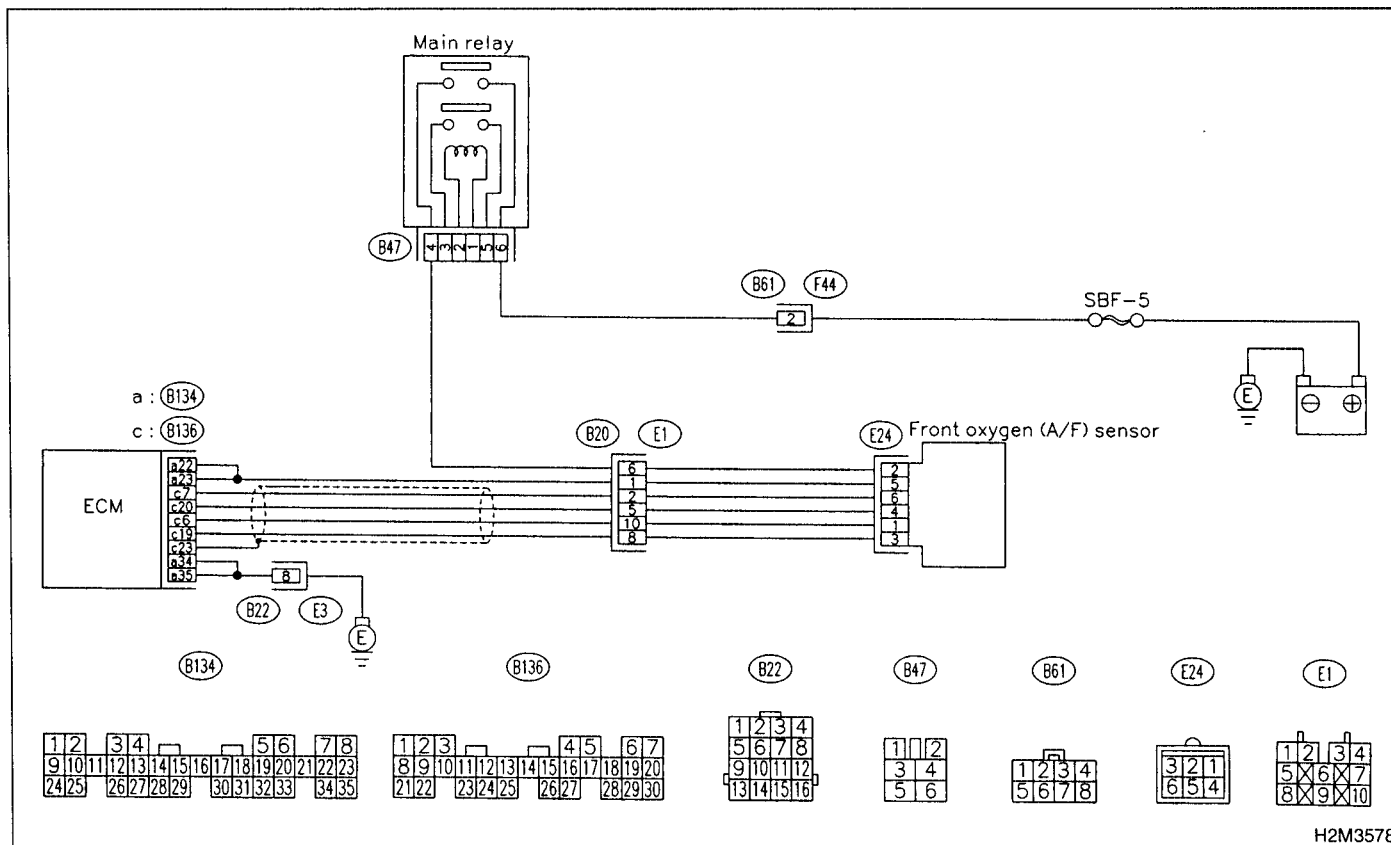 Main relay
B47
4 3 2 1 5 6
B61 F44
2
SBF-5
E
⊖ ⊕
a : B134
c : B136
B20 E1
E24
Front oxygen (A/F) sensor
ECM
a22
a23
c7
c20
c6
c19
c23
a34
a35
6
1
2
5
10
8
2
5
6
4
1
3
8
B22 E3
E
B134
1 2 3 4 5 6 7 8
9 10 11 12 13 14 15 16 17 18 19 20 21 22 23
24 25 26 27 28 29 30 31 32 33 34 35
B136
1 2 3 4 5 6 7
8 9 10 11 12 13 14 15 16 17 18 19 20
21 22 23 24 25 26 27 28 29 30
B22
1 2 3 4
5 6 7 8
9 10 11 12
13 14 15 16
B47
1 2
3 4
5 6
B61
1 2 3 4
5 6 7 8
E24
3 2 1
6 5 4
E1
1 2 3 4
5 6 7
8 9 10
H2M3578